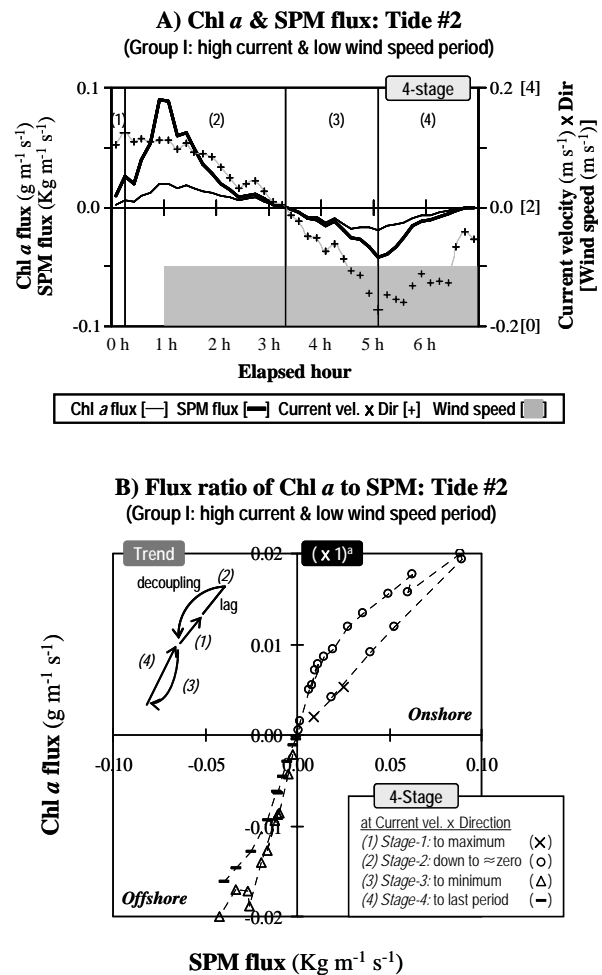 A) Chl a & SPM flux: Tide #2
(Group I: high current & low wind speed period)
4-stage
(1)
(2)
(3)
(4)
0.1
0.0
-0.1
0.2 [4]
0.0 [2]
-0.2[0]
Chl a flux (g m⁻¹ s⁻¹)
SPM flux (Kg m⁻¹ s⁻¹)
Current velocity (m s⁻¹) x Dir
[Wind speed (m s⁻¹)]
0 h 1 h 2 h 3 h 4 h 5 h 6 h
Elapsed hour
Chl a flux [—] SPM flux [━] Current vel. x Dir [+] Wind speed [ ]
B) Flux ratio of Chl a to SPM: Tide #2
(Group I: high current & low wind speed period)
Trend
(x 1)ᵃ
decoupling
(2)
lag
(1)
(4)
(3)
0.02
0.01
0.00
-0.01
-0.02
-0.10 -0.05 0.00 0.05 0.10
Onshore
Offshore
4-Stage
at Current vel. x Direction
(1) Stage-1: to maximum (×)
(2) Stage-2: down to ≈zero (o)
(3) Stage-3: to minimum (△)
(4) Stage-4: to last period (–)
Chl a flux (g m⁻¹ s⁻¹)
SPM flux (Kg m⁻¹ s⁻¹)